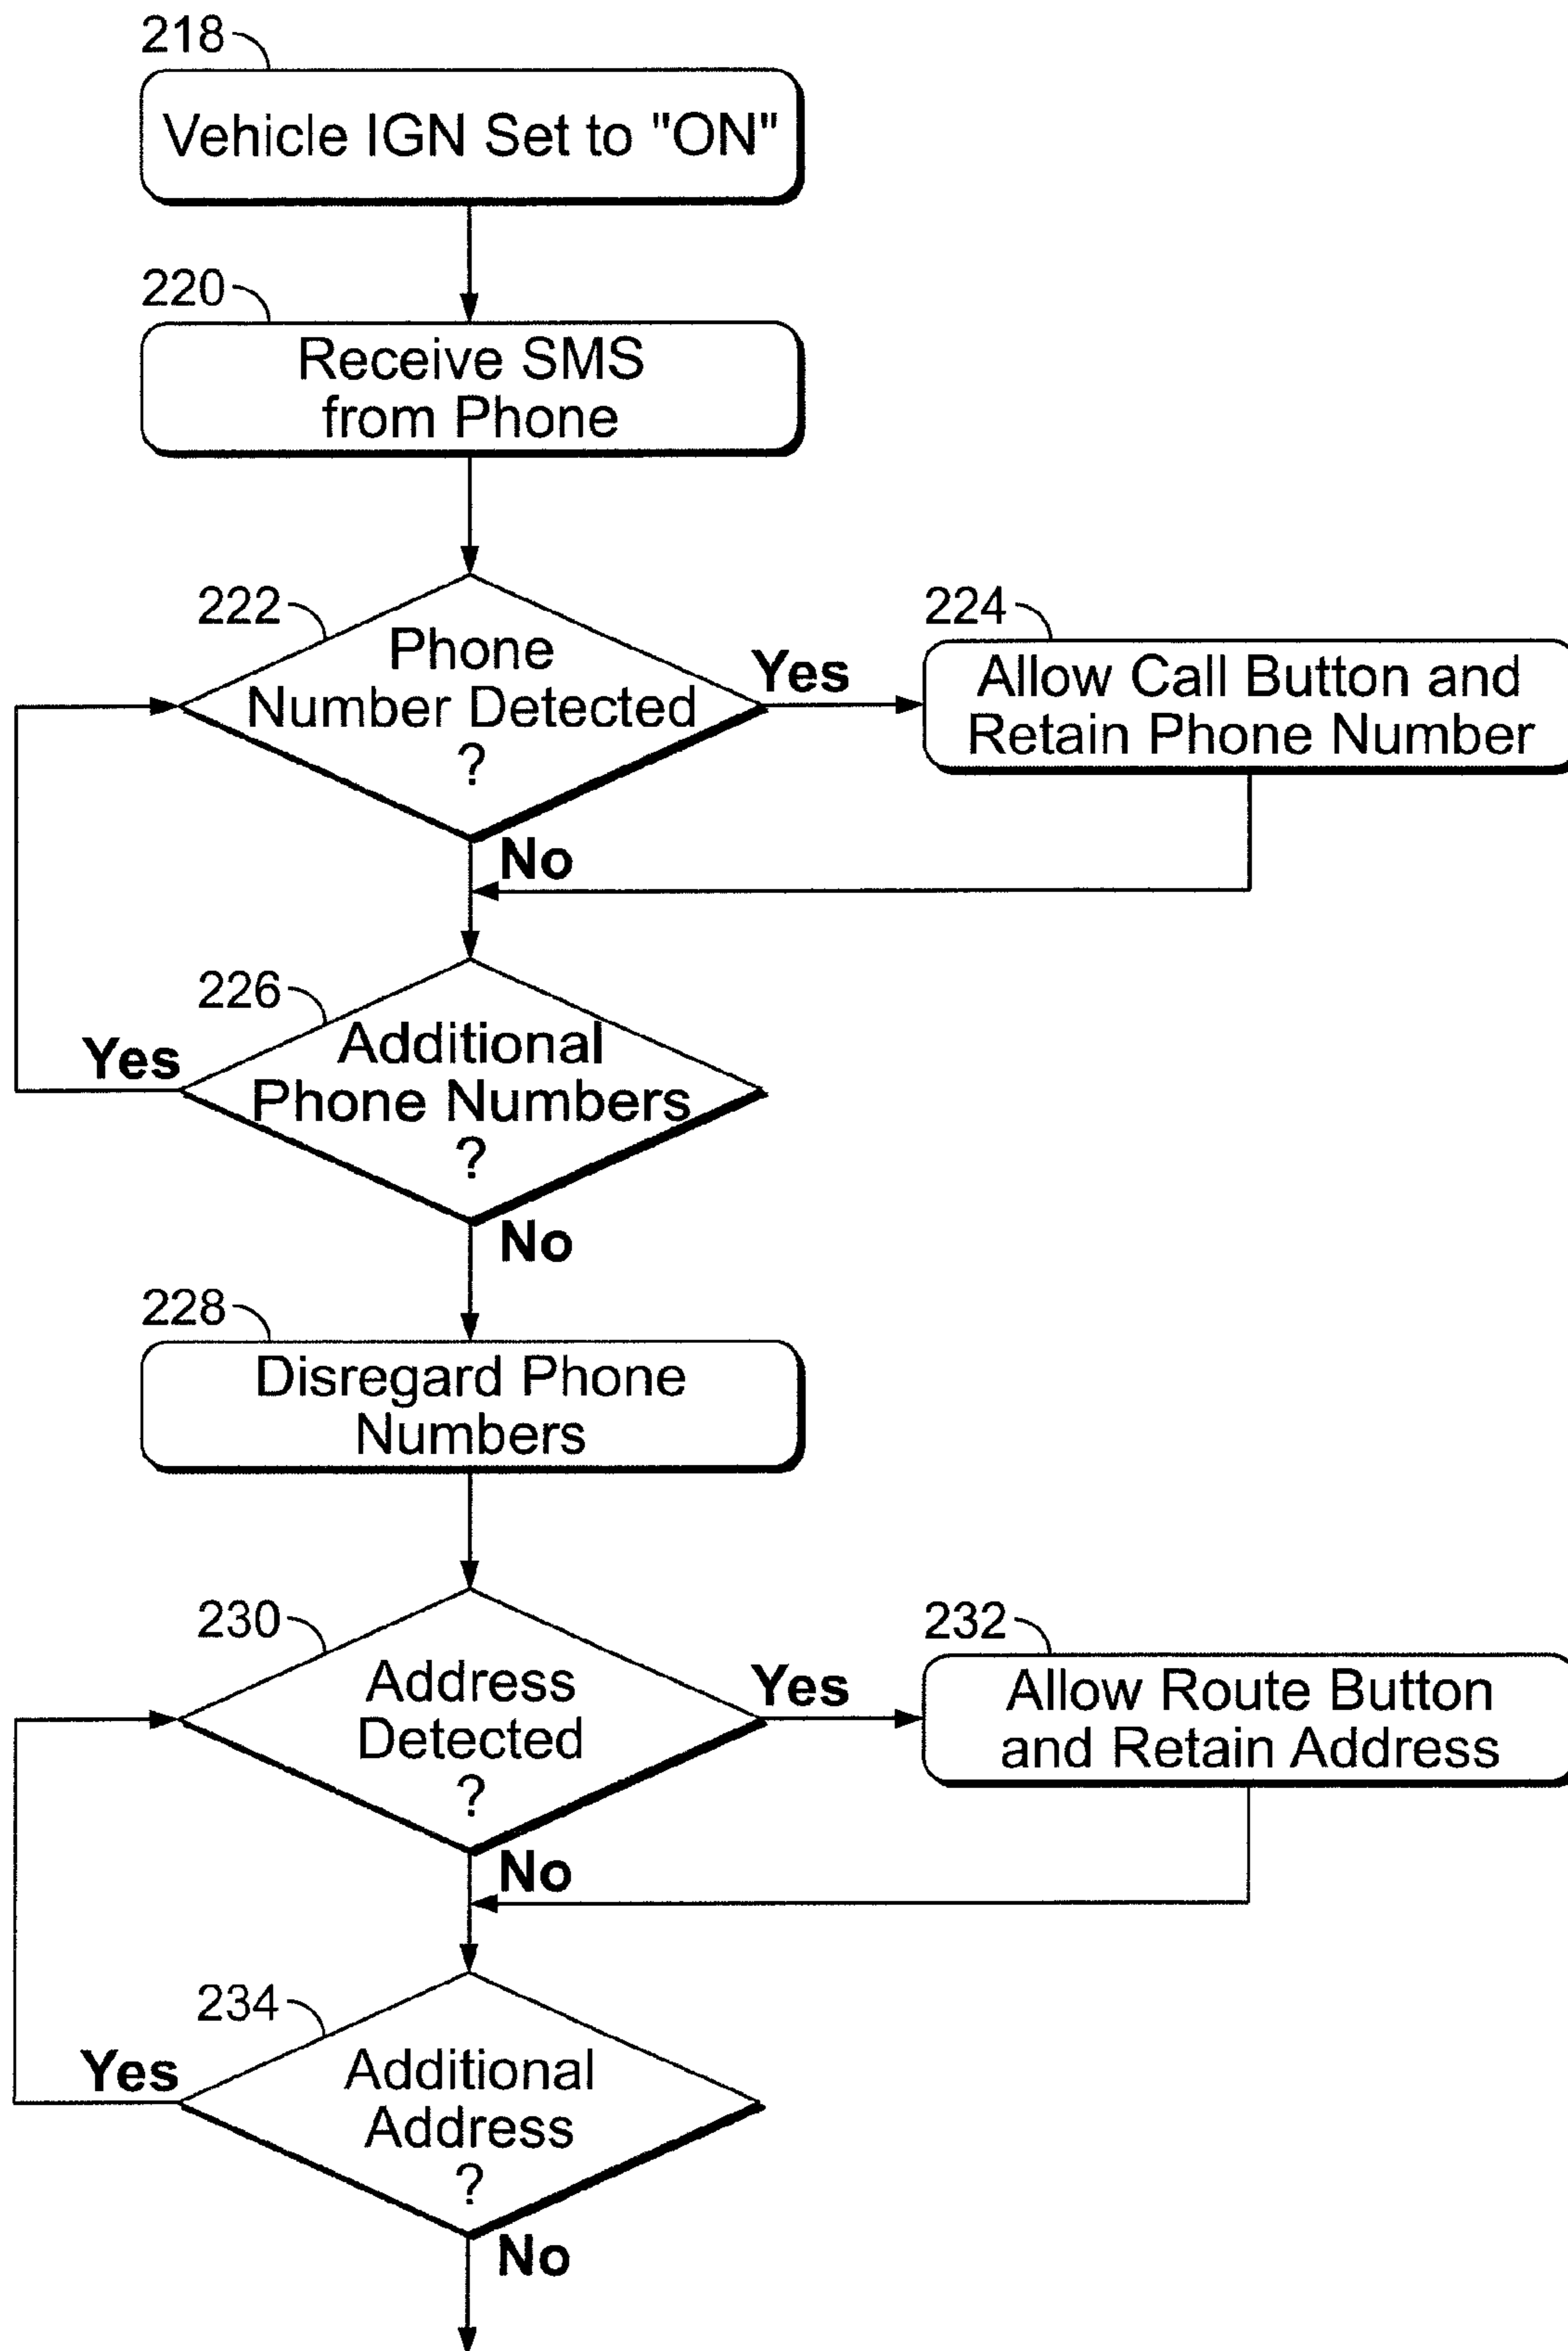 218
Vehicle IGN Set to "ON"
220
Receive SMS
from Phone
222
Phone
Number Detected
?
Yes
224
Allow Call Button and
Retain Phone Number
No
226
Additional
Phone Numbers
?
Yes
No
228
Disregard Phone
Numbers
230
Address
Detected
?
Yes
232
Allow Route Button
and Retain Address
No
234
Additional
Address
?
Yes
No